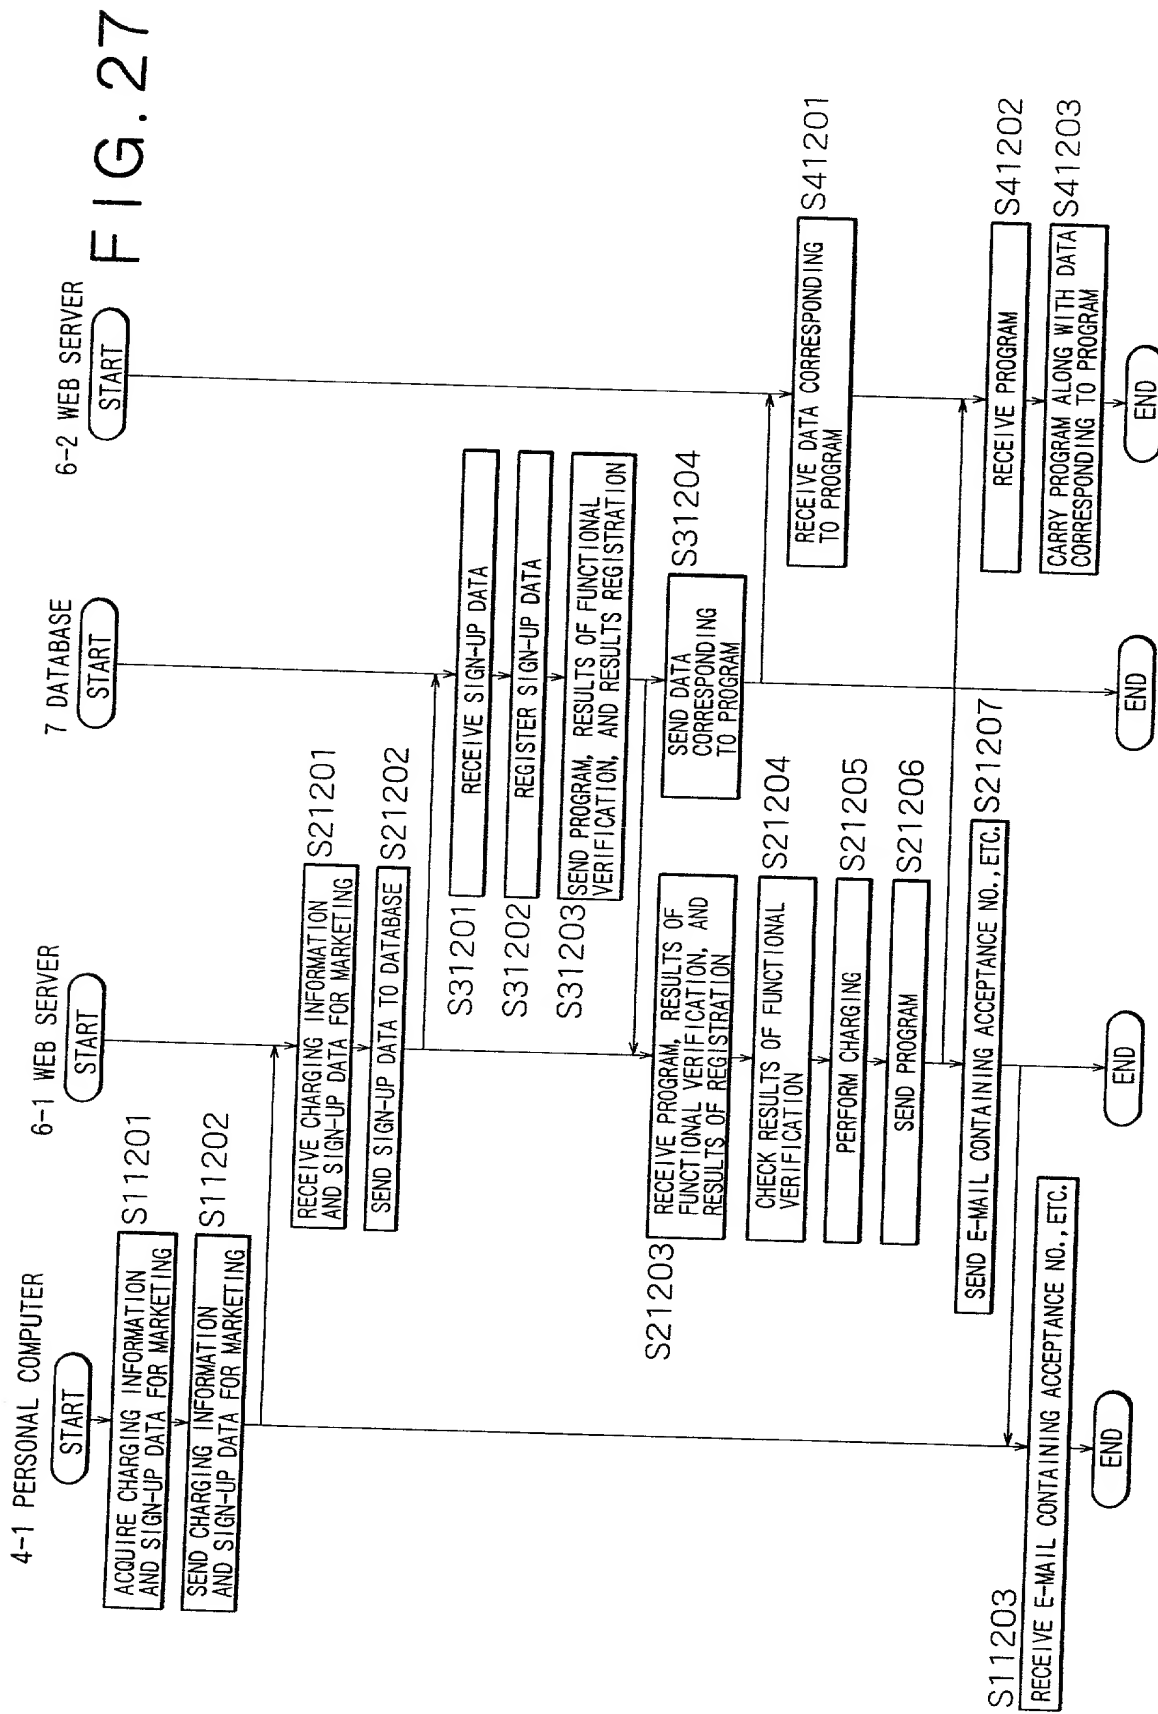 FIG. 27
4-1 PERSONAL COMPUTER
START
ACQUIRE CHARGING INFORMATION
AND SIGN-UP DATA FOR MARKETING
S11201
SEND CHARGING INFORMATION
AND SIGN-UP DATA FOR MARKETING
S11202
S11203
RECEIVE E-MAIL CONTAINING ACCEPTANCE NO., ETC.
END
6-1 WEB SERVER
START
RECEIVE CHARGING INFORMATION
AND SIGN-UP DATA FOR MARKETING
S21201
SEND SIGN-UP DATA TO DATABASE
S21202
S21203
RECEIVE PROGRAM, RESULTS OF
FUNCTIONAL VERIFICATION, AND
RESULTS OF REGISTRATION
CHECK RESULTS OF FUNCTIONAL
VERIFICATION
S21204
PERFORM CHARGING
S21205
SEND PROGRAM
S21206
SEND E-MAIL CONTAINING ACCEPTANCE NO., ETC.
S21207
END
7 DATABASE
START
S31201
RECEIVE SIGN-UP DATA
S31202
REGISTER SIGN-UP DATA
S31203
SEND PROGRAM, RESULTS OF FUNCTIONAL
VERIFICATION, AND RESULTS REGISTRATION
SEND DATA
CORRESPONDING
TO PROGRAM
S31204
END
6-2 WEB SERVER
START
RECEIVE DATA CORRESPONDING
TO PROGRAM
S41201
RECEIVE PROGRAM
S41202
CARRY PROGRAM ALONG WITH DATA
CORRESPONDING TO PROGRAM
S41203
END